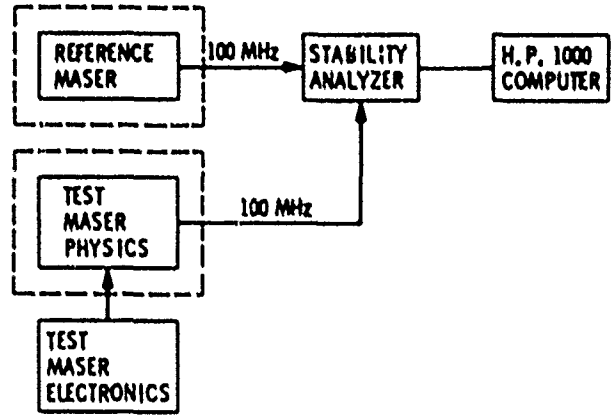 REFERENCE
MASER
100 MHz
STABILITY
ANALYZER
H.P. 1000
COMPUTER
TEST
MASER
PHYSICS
100 MHz
TEST
MASER
ELECTRONICS